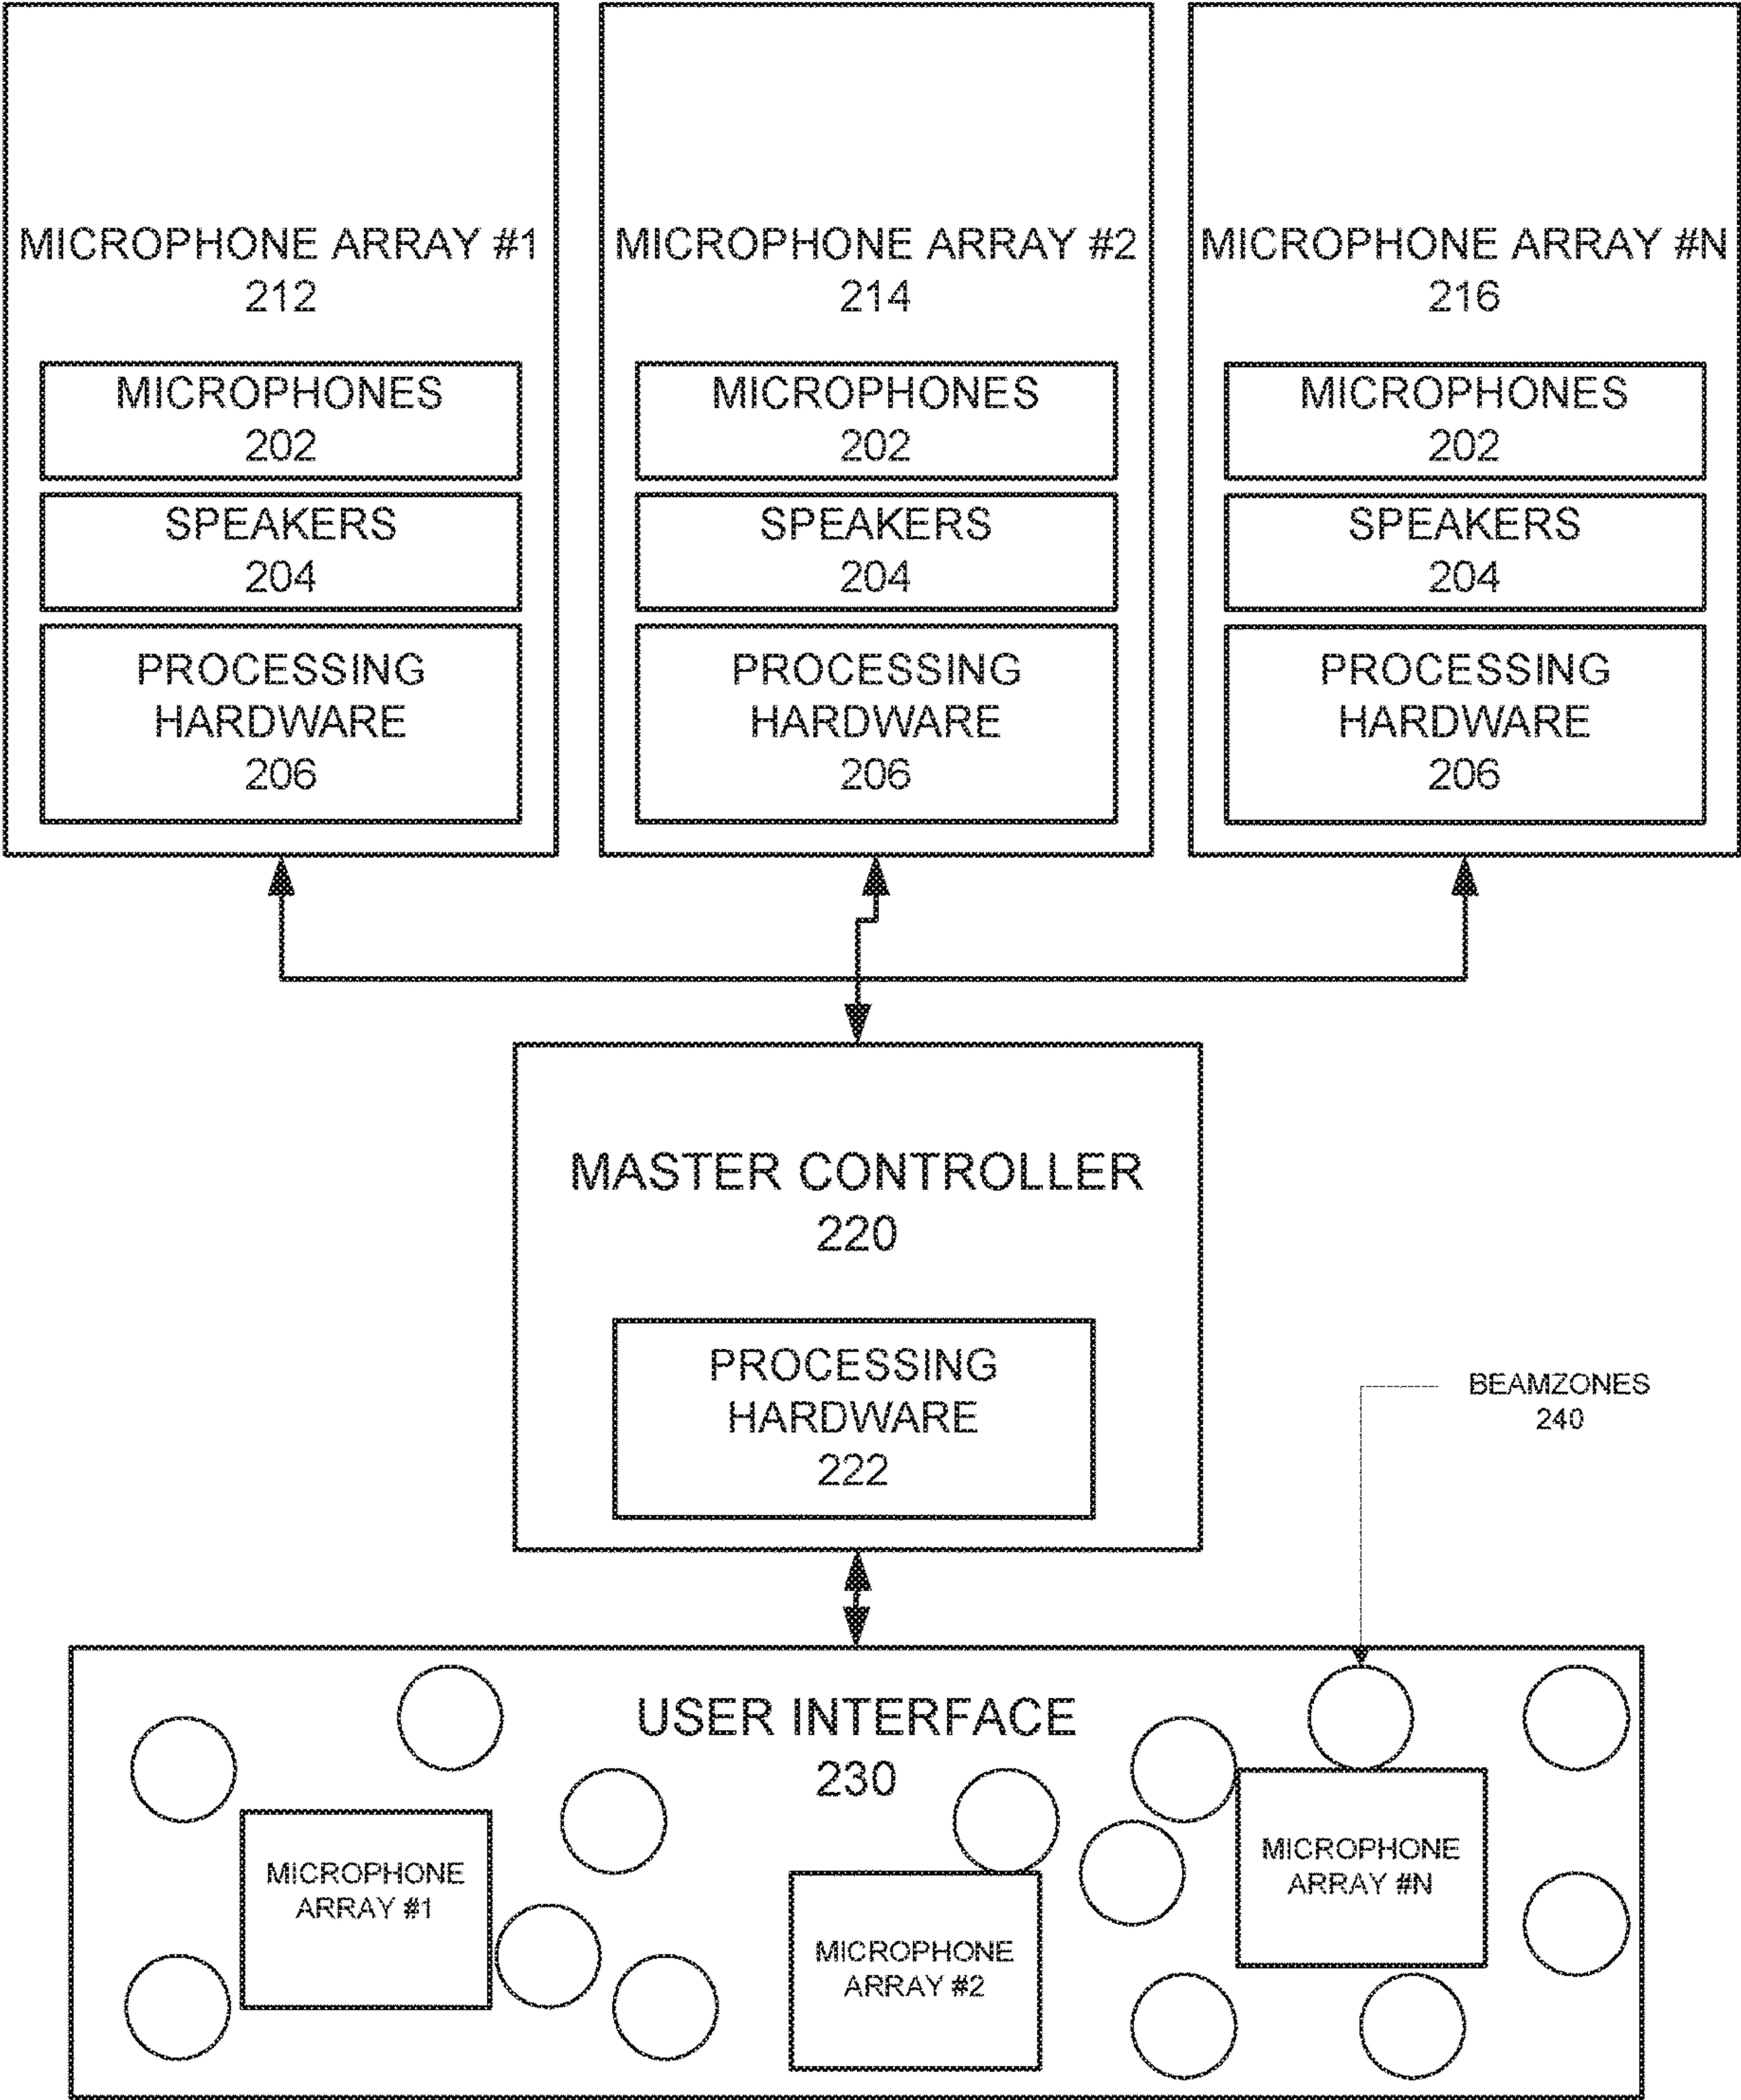 MICROPHONE ARRAY #1
212
MICROPHONES
202
SPEAKERS
204
PROCESSING
HARDWARE
206
MICROPHONE ARRAY #2
214
MICROPHONES
202
SPEAKERS
204
PROCESSING
HARDWARE
206
MICROPHONE ARRAY #N
216
MICROPHONES
202
SPEAKERS
204
PROCESSING
HARDWARE
206
MASTER CONTROLLER
220
PROCESSING
HARDWARE
222
BEAMZONES
240
USER INTERFACE
230
MICROPHONE
ARRAY #1
MICROPHONE
ARRAY #2
MICROPHONE
ARRAY #N